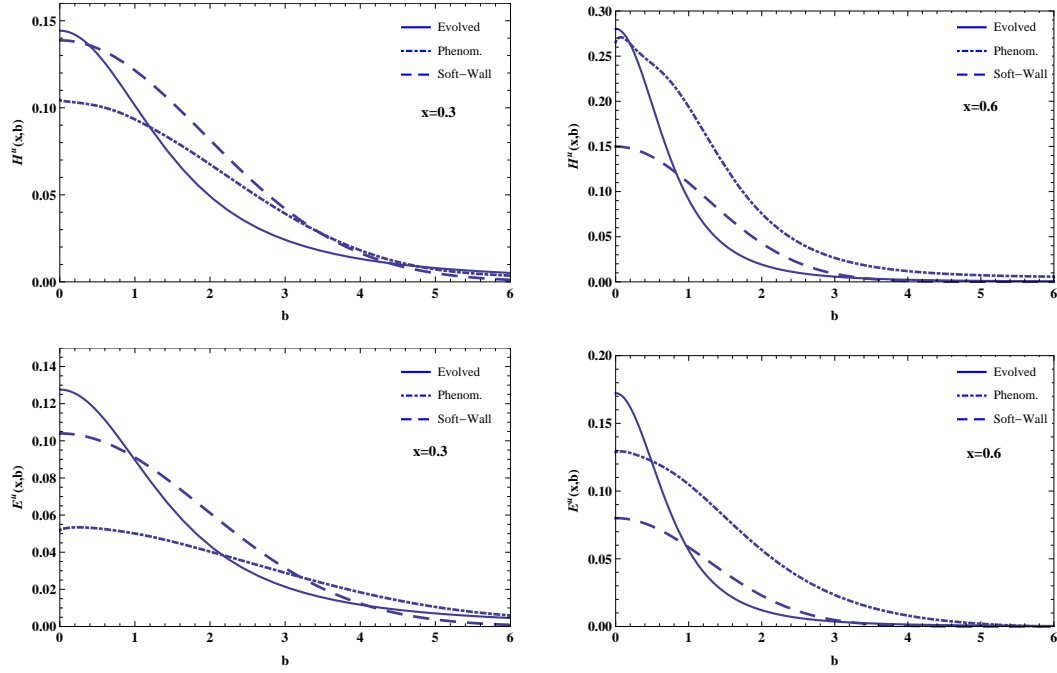 0.15
0.10
0.05
0.00
0 1 2 3 4 5 6
b
H^u(x,b)
Evolved
Phenom.
Soft–Wall
x=0.3
0.30
0.25
0.20
0.15
0.10
0.05
0.00
0 1 2 3 4 5 6
b
H^u(x,b)
Evolved
Phenom.
Soft–Wall
x=0.6
0.14
0.12
0.10
0.08
0.06
0.04
0.02
0.00
0 1 2 3 4 5 6
b
E^u(x,b)
Evolved
Phenom.
Soft–Wall
x=0.3
0.20
0.15
0.10
0.05
0.00
0 1 2 3 4 5 6
b
E^u(x,b)
Evolved
Phenom.
Soft–Wall
x=0.6